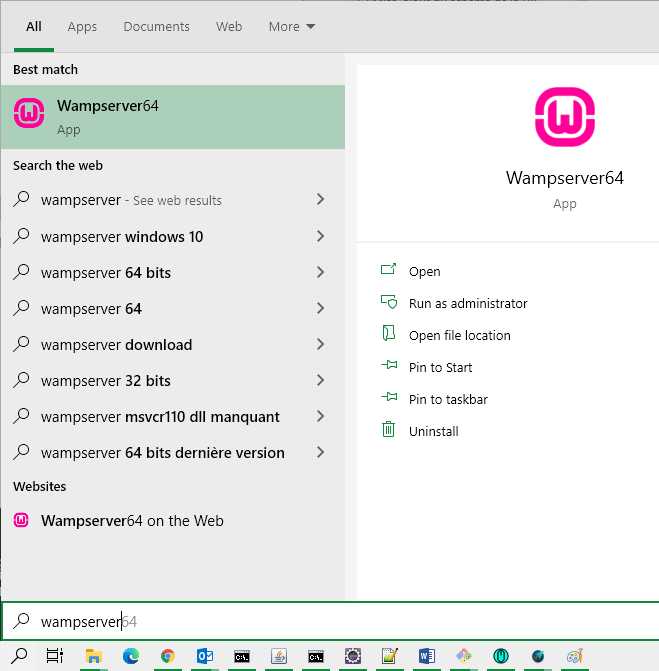 All Apps Documents Web More
Best match
Wampserver64
App
Search the web
wampserver - See web results
wampserver windows 10
wampserver 64 bits
wampserver 64
wampserver download
wampserver 32 bits
wampserver msvcr110 dll manquant
wampserver 64 bits dernière version
Websites
Wampserver64 on the Web
Wampserver64
App
Open
Run as administrator
Open file location
Pin to Start
Pin to taskbar
Uninstall
wampserver64